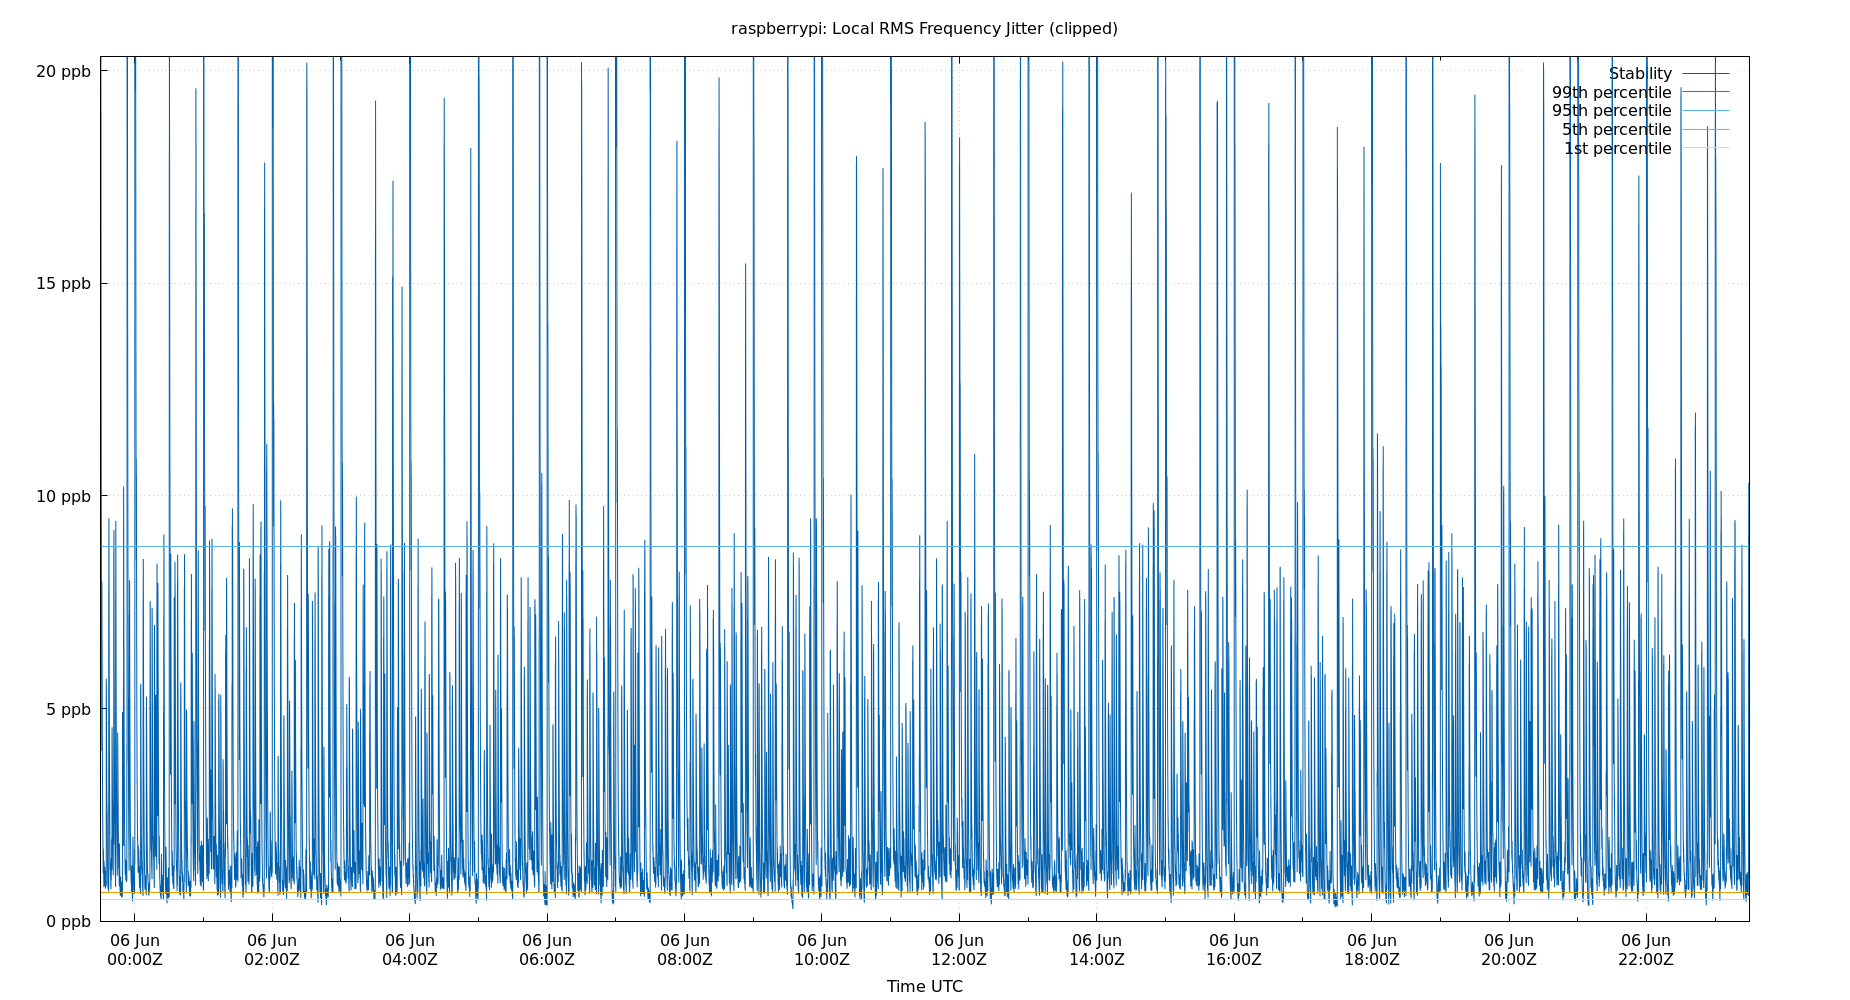 raspberrypi: Local RMS Frequency Jitter (clipped)
20 ppb
15 ppb
10 ppb
5 ppb
0 ppb
Stability
99th percentile
95th percentile
5th percentile
1st percentile
06 Jun 06 Jun 06 Jun 06 Jun 06 Jun 06 Jun 06 Jun 06 Jun 06 Jun 06 Jun 06 Jun 06 Jun
00:00Z 02:00Z 04:00Z 06:00Z 08:00Z 10:00Z 12:00Z 14:00Z 16:00Z 18:00Z 20:00Z 22:00Z
Time UTC